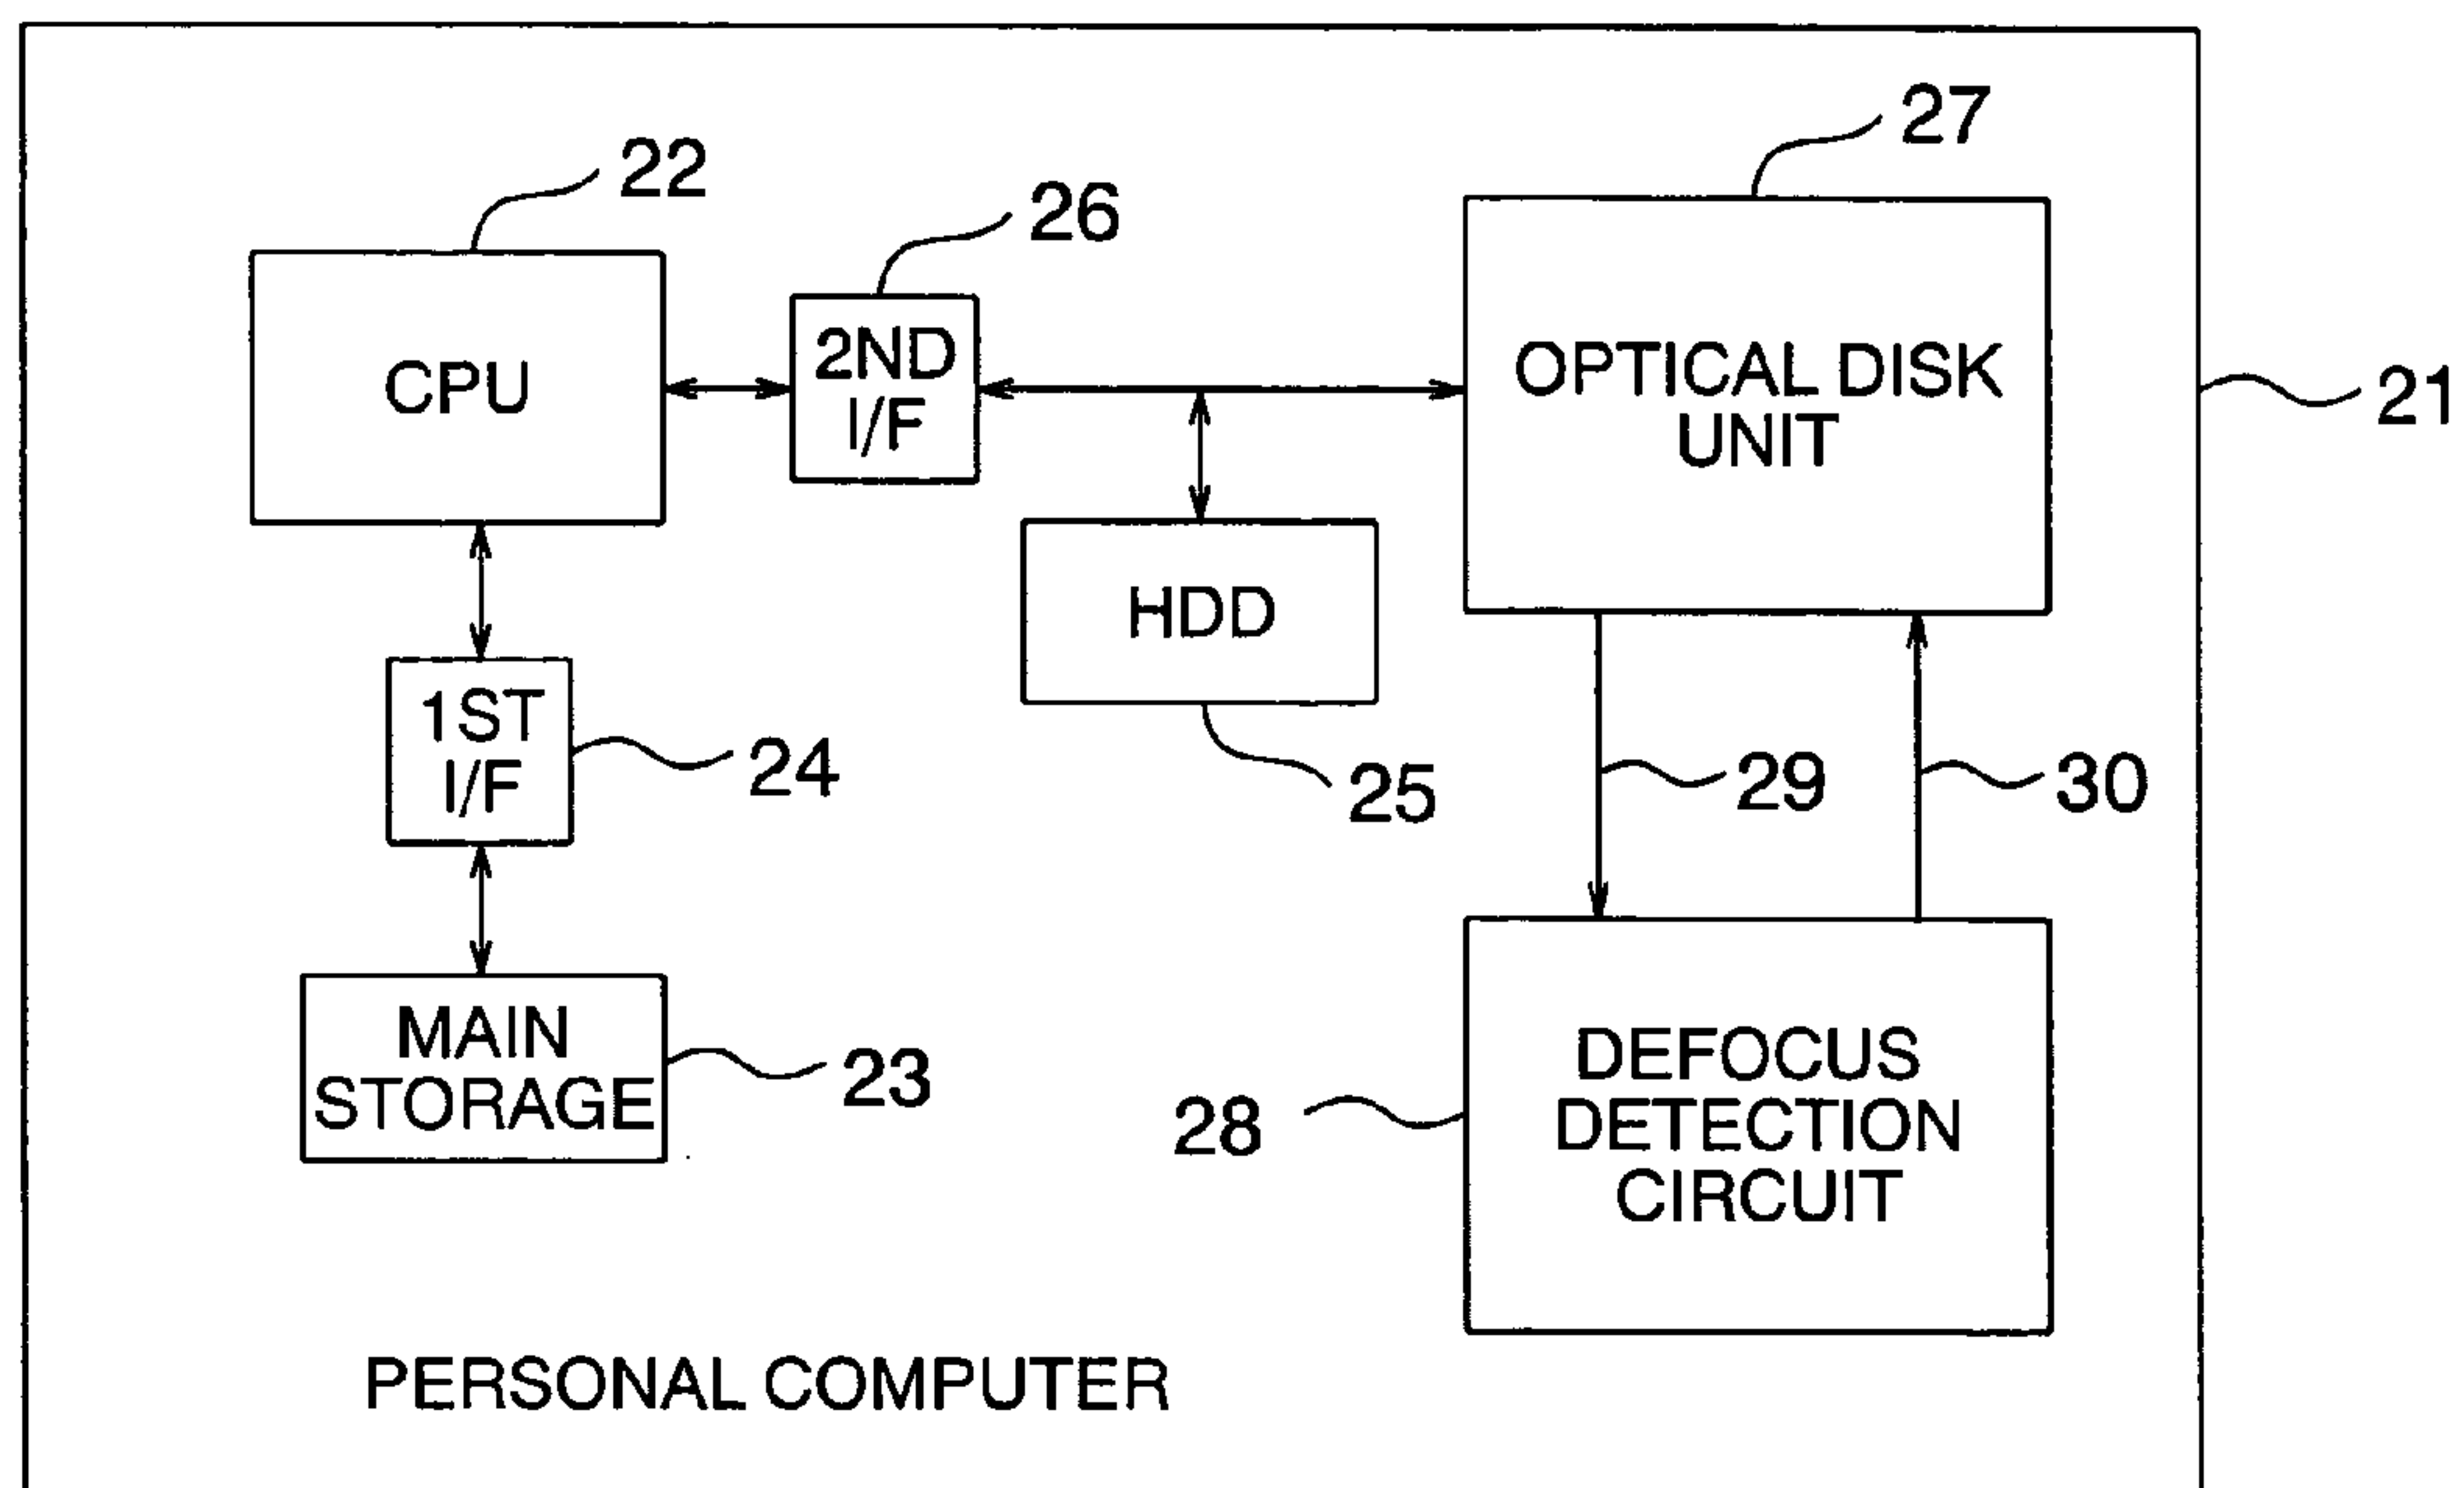 27
22
26
CPU
2ND
I/F
OPTICAL DISK
UNIT
21
HDD
1ST
I/F
24
25
29
30
MAIN
STORAGE
23
28
DEFOCUS
DETECTION
CIRCUIT
PERSONAL COMPUTER